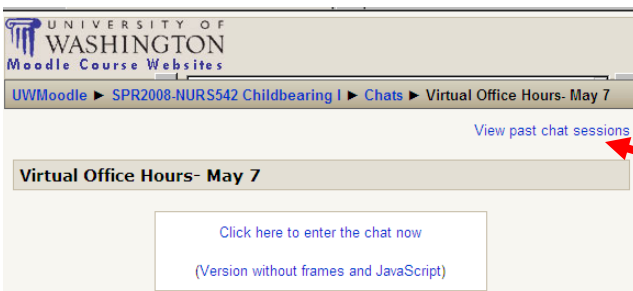 UNIVERSITY OF
WASHINGTON
Moodle Course Websites
UWMoodle ► SPR2008-NURS542 Childbearing I ► Chats ► Virtual Office Hours- May 7
View past chat sessions
Virtual Office Hours- May 7
Click here to enter the chat now
(Version without frames and JavaScript)